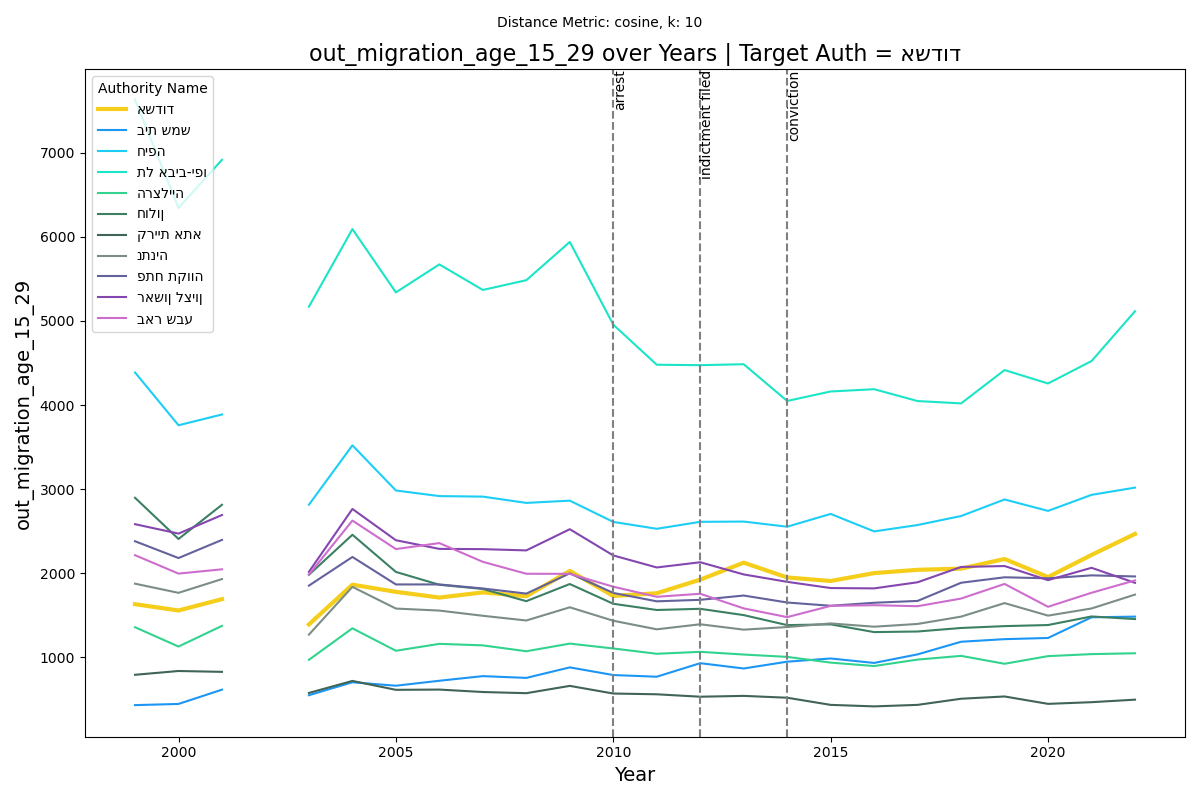 Distance Metric: cosine, k: 10
out_migration_age_15_29 over Years | Target Auth = אשדוד
Authority Name
אשדוד
בית שמש
חיפה
תל אביב-יפו
הרצלייה
חולון
קריית אתא
נתניה
פתח תקווה
ראשון לציון
באר שבע
arrest
indictment filed
conviction
out_migration_age_15_29
7000
6000
5000
4000
3000
2000
1000
2000
2005
2010
2015
2020
Year